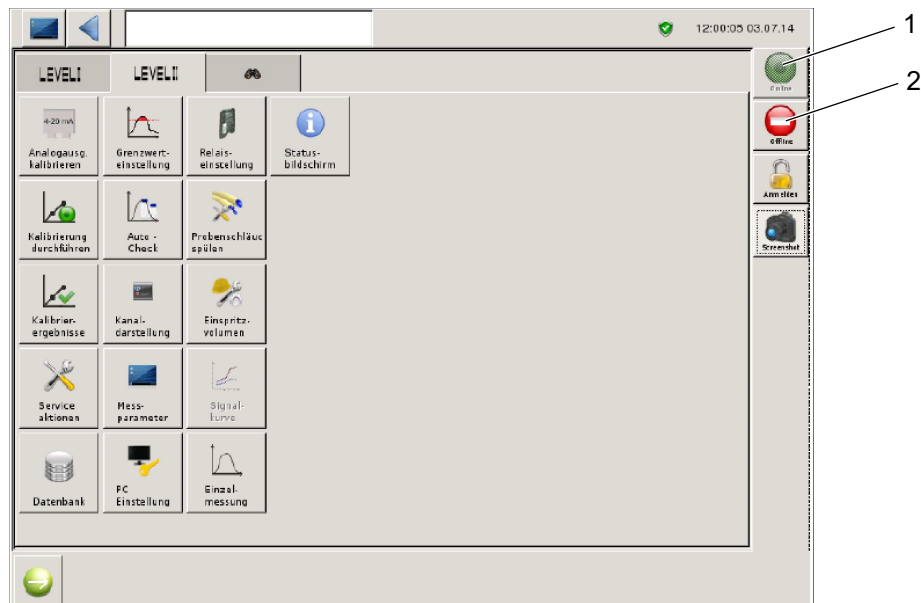 12:00:05 03.07.14
1
LEVEL I
LEVEL II
Online
2
4-20 mA
Analogausg.
kalibrieren
Grenzwert-
einstellung
Relais-
einstellung
Status-
bildschirm
Offline
Anmelden
Kalibrierung
durchführen
Auto -
Check
Probenschläuc
spülen
Screenshot
Kalibrier-
ergebnisse
Kanal-
darstellung
Einspritz-
volumen
Service
aktionen
Mess-
parameter
Signal-
kurve
Datenbank
PC
Einstellung
Einzel-
messung